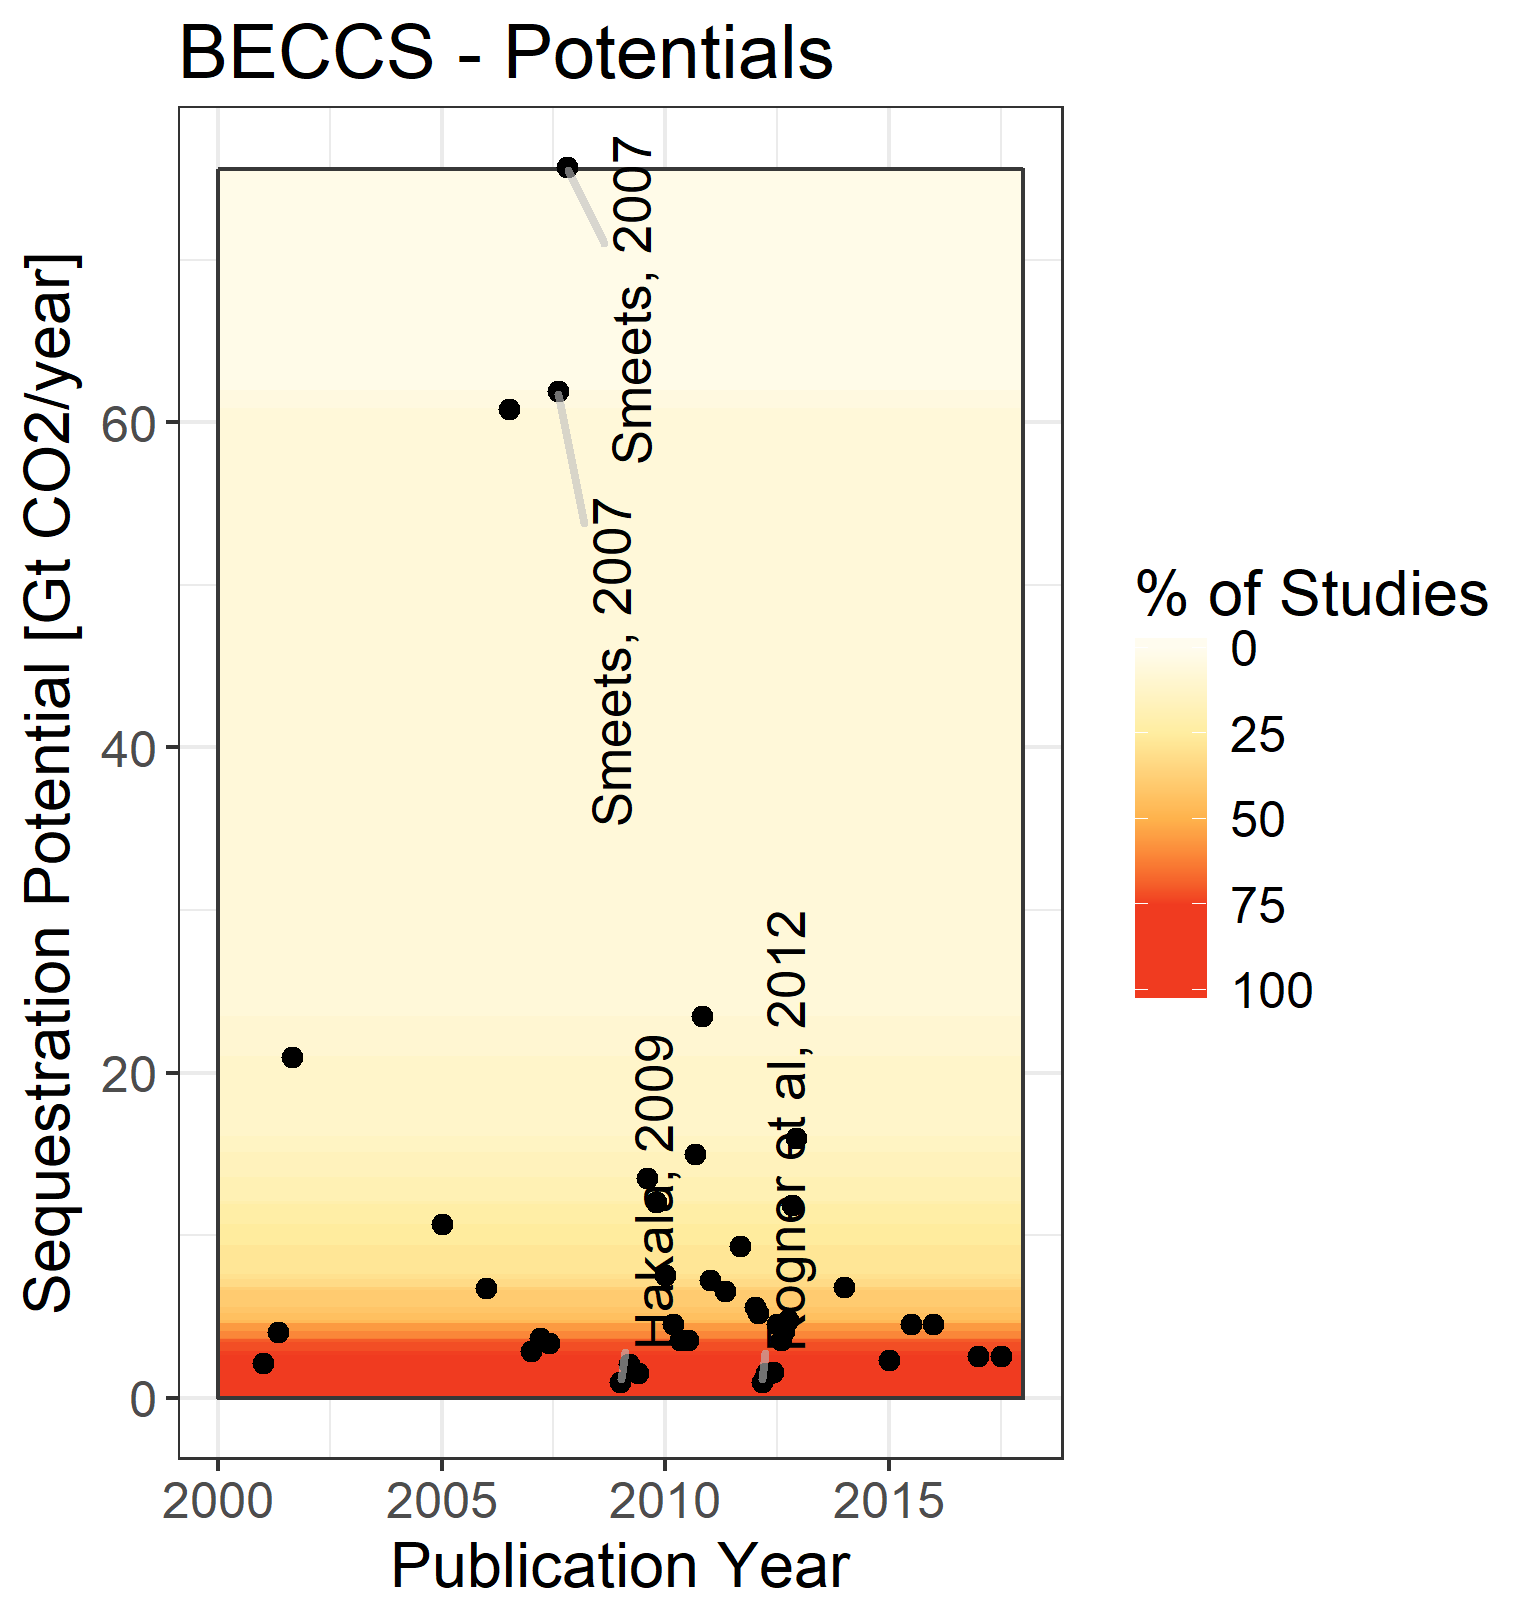 BECCS - Potentials
Sequestration Potential [Gt CO2/year]
60
40
20
0
Smeets, 2007
Smeets, 2007
Hakala, 2009
Rogner et al, 2012
2000
2005
2010
2015
Publication Year
% of Studies
0
25
50
75
100